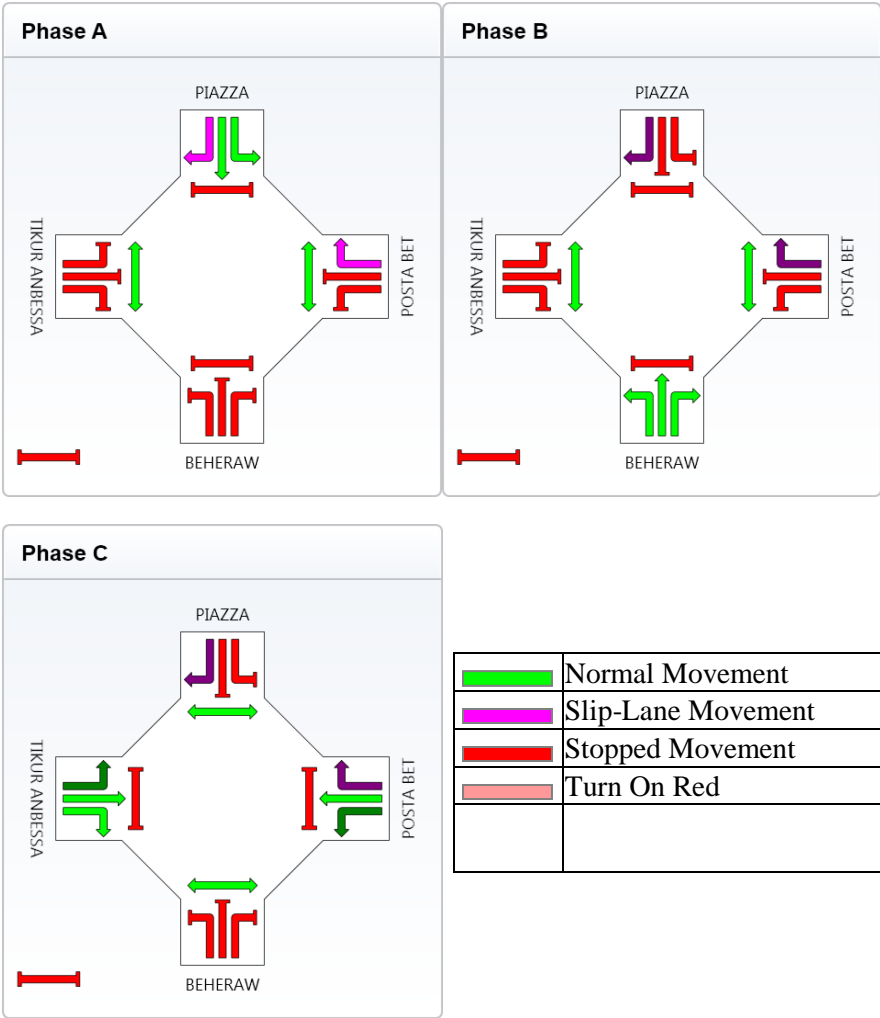 Phase A
PIAZZA
TIKUR ANBESSA
POSTA BET
BEHERAW
Phase B
PIAZZA
TIKUR ANBESSA
POSTA BET
BEHERAW
Phase C
PIAZZA
TIKUR ANBESSA
POSTA BET
BEHERAW
Normal Movement
Slip-Lane Movement
Stopped Movement
Turn On Red